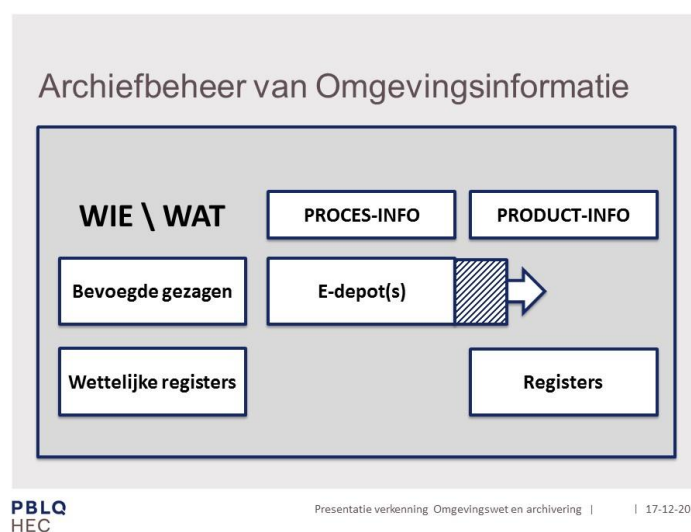 Archiefbeheer van Omgevingsinformatie
WIE \ WAT
PROCES-INFO
PRODUCT-INFO
Bevoegde gezagen
E-depot(s)
Wettelijke registers
Registers
PBLQ
HEC
Presentatie verkenning Omgevingswet en archivering | | 17-12-20